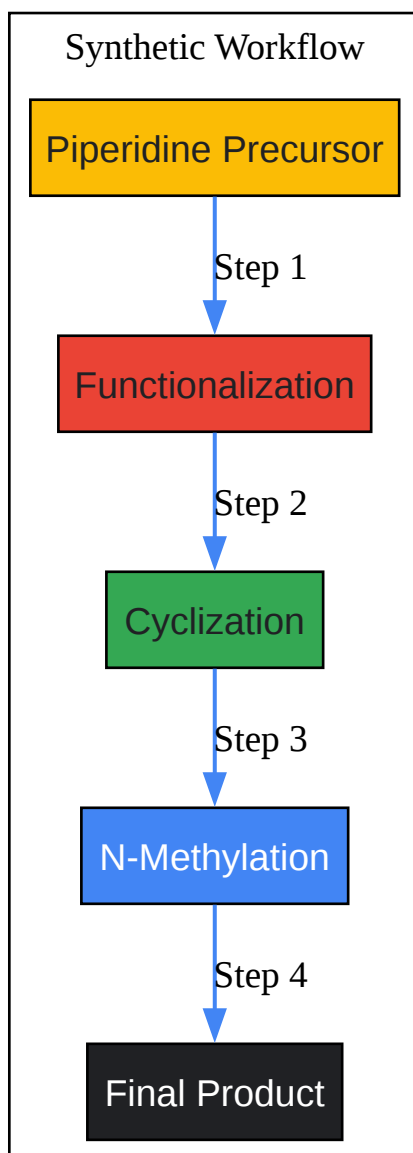 Synthetic Workflow
Piperidine Precursor
Step 1
Functionalization
Step 2
Cyclization
Step 3
N-Methylation
Step 4
Final Product